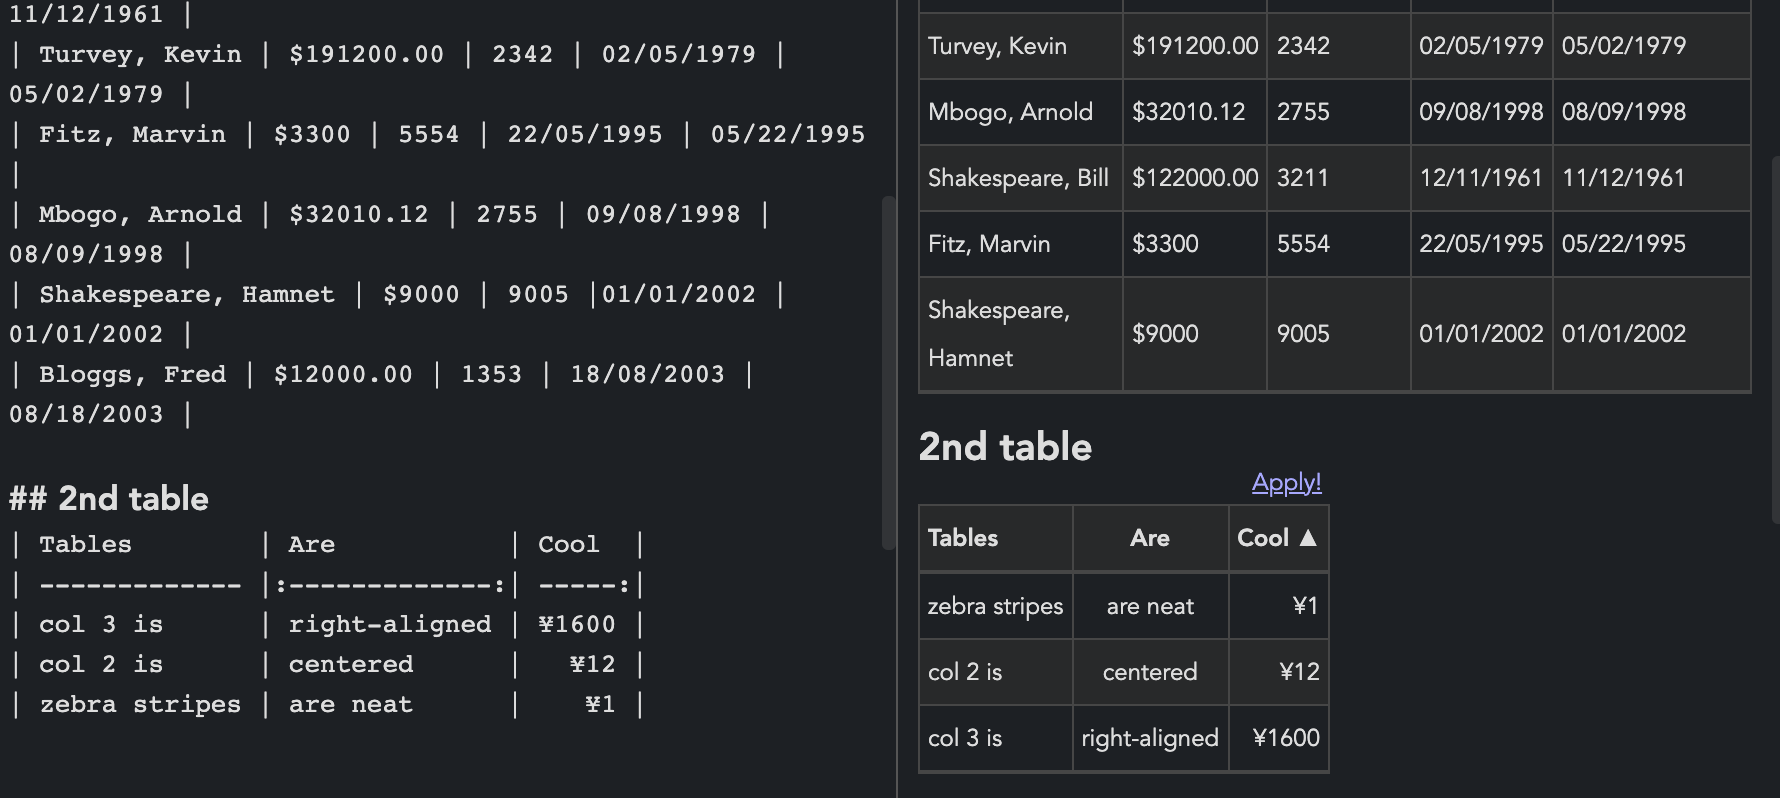 11/12/1961 |
| Turvey, Kevin | $191200.00 | 2342 | 02/05/1979 |
05/02/1979 |
| Fitz, Marvin | $3300 | 5554 | 22/05/1995 | 05/22/1995
|
| Mbogo, Arnold | $32010.12 | 2755 | 09/08/1998 |
08/09/1998 |
| Shakespeare, Hamnet | $9000 | 9005 |01/01/2002 |
01/01/2002 |
| Bloggs, Fred | $12000.00 | 1353 | 18/08/2003 |
08/18/2003 |
## 2nd table
| Tables | Are | Cool |
| ------------- |:-------------:| -----:|
| col 3 is | right-aligned | ¥1600 |
| col 2 is | centered | ¥12 |
| zebra stripes | are neat | ¥1 |
Turvey, Kevin $191200.00 2342 02/05/1979 05/02/1979
Mbogo, Arnold $32010.12 2755 09/08/1998 08/09/1998
Shakespeare, Bill $122000.00 3211 12/11/1961 11/12/1961
Fitz, Marvin $3300 5554 22/05/1995 05/22/1995
Shakespeare,
Hamnet $9000 9005 01/01/2002 01/01/2002
2nd table
Apply!
Tables Are Cool ▲
zebra stripes are neat ¥1
col 2 is centered ¥12
col 3 is right-aligned ¥1600